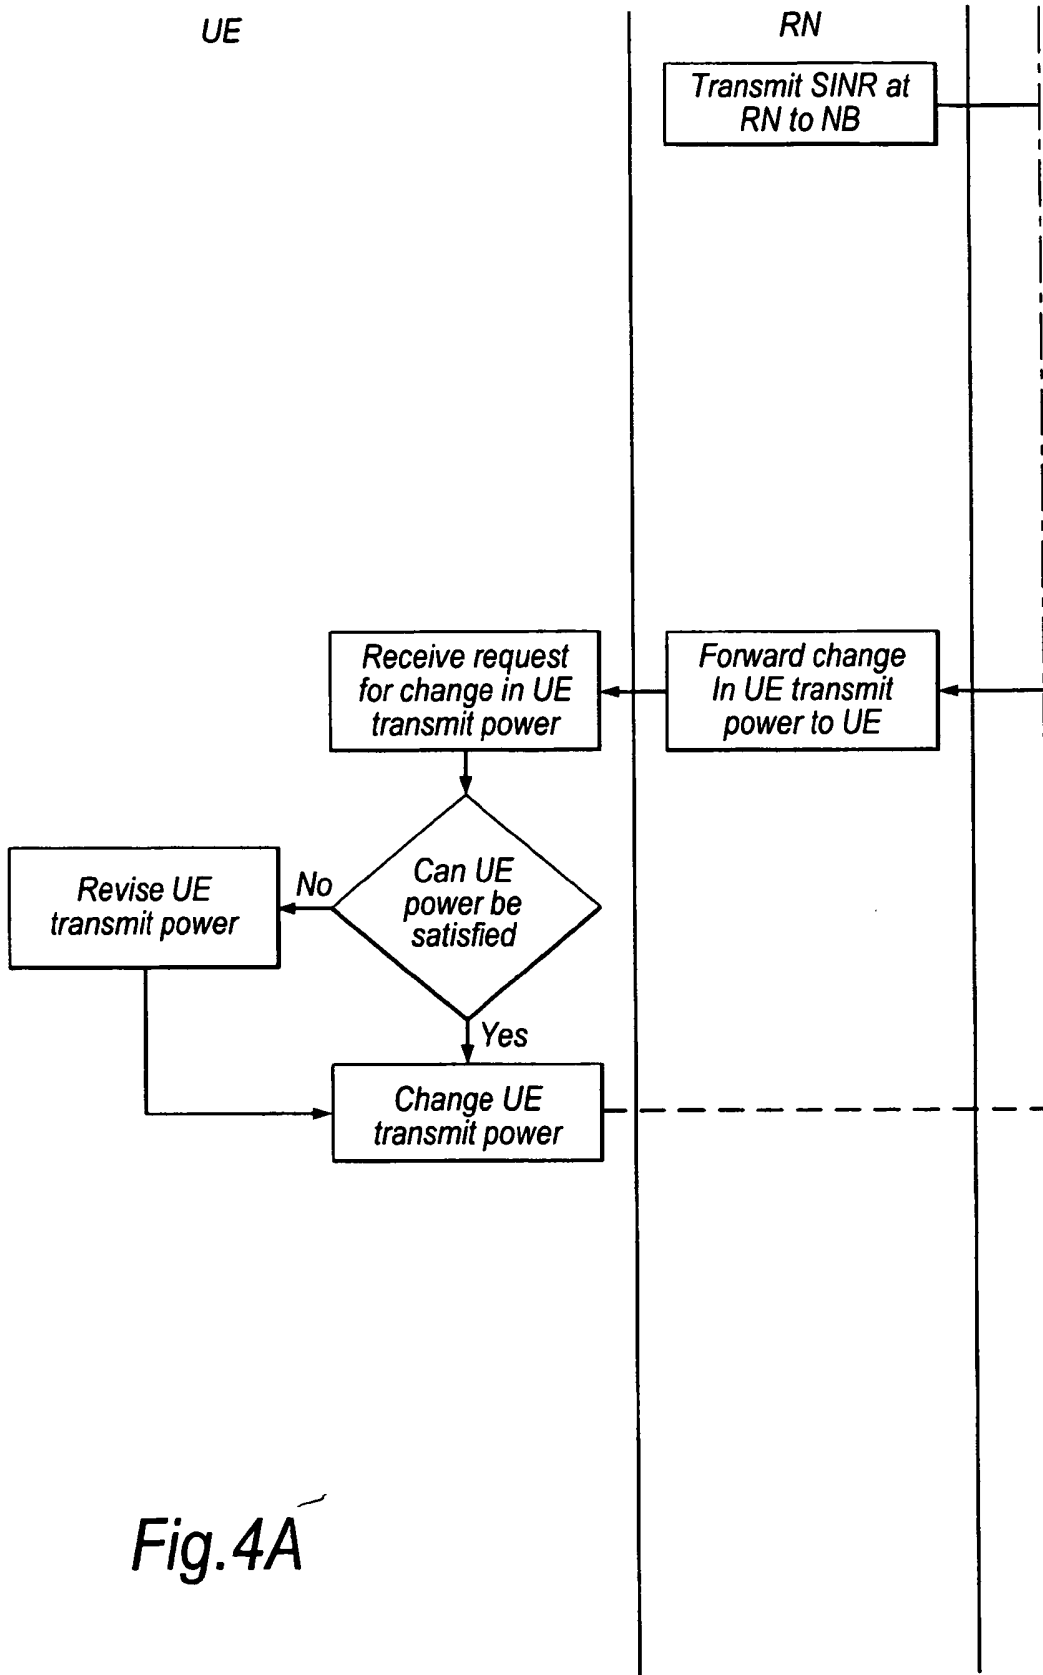 UE
RN
Transmit SINR at
RN to NB
Receive request
for change in UE
transmit power
Forward change
In UE transmit
power to UE
Can UE
power be
satisfied
No
Revise UE
transmit power
Yes
Change UE
transmit power
Fig.4A